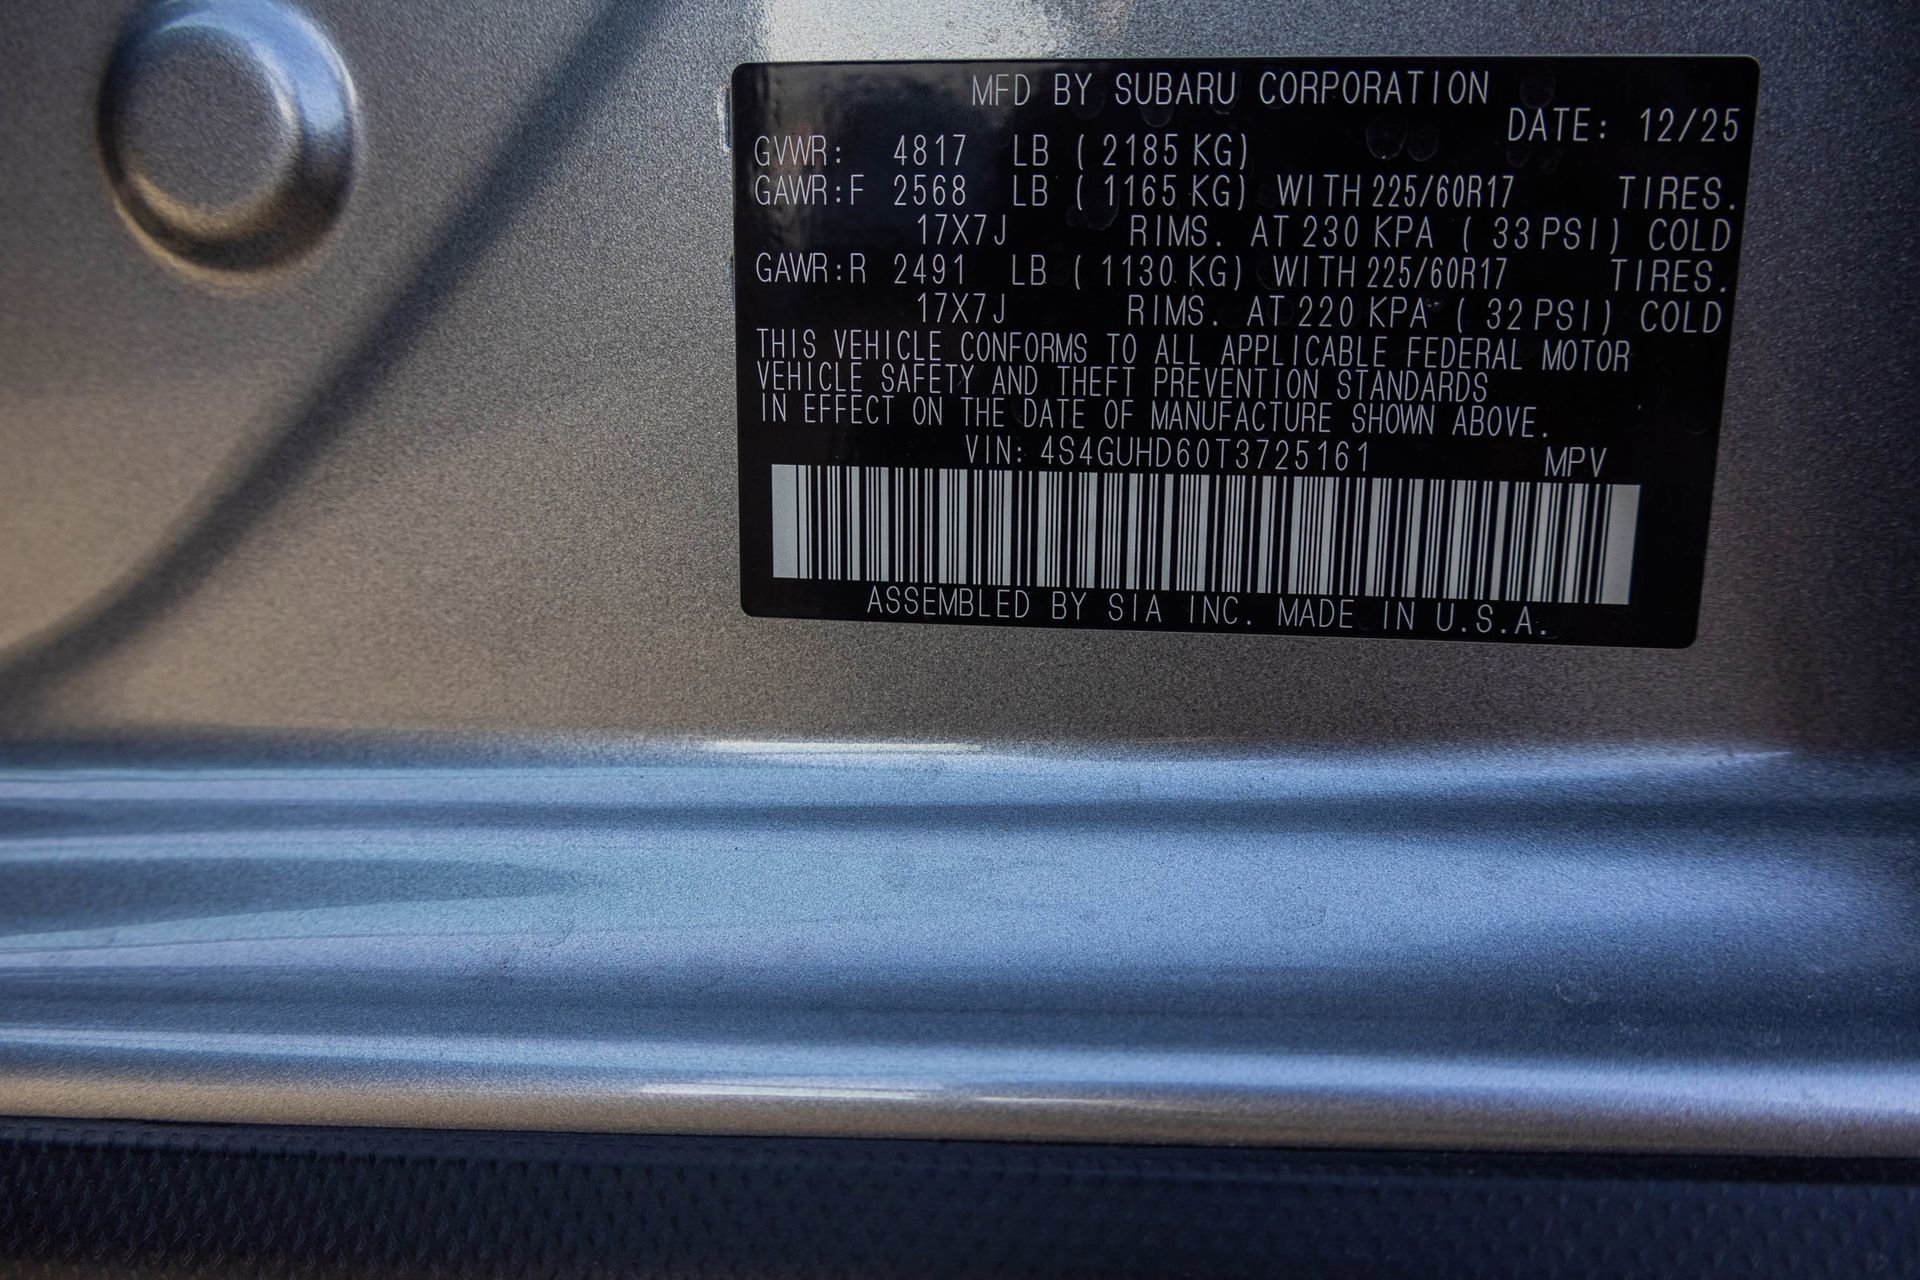 MFD BY SUBARU CORPORATION
DATE: 12/25
GVWR: 4817 LB ( 2185 KG)
GAWR:F 2568 LB ( 1165 KG) WITH 225/60R17 TIRES.
17X7J RIMS. AT 230 KPA ( 33 PSI) COLD
GAWR:R 2491 LB ( 1130 KG) WITH 225/60R17 TIRES.
17X7J RIMS. AT 220 KPA ( 32 PSI) COLD
THIS VEHICLE CONFORMS TO ALL APPLICABLE FEDERAL MOTOR
VEHICLE SAFETY AND THEFT PREVENTION STANDARDS
IN EFFECT ON THE DATE OF MANUFACTURE SHOWN ABOVE.
VIN: 4S4GUHD60T3725161 MPV
ASSEMBLED BY SIA INC. MADE IN U.S.A.